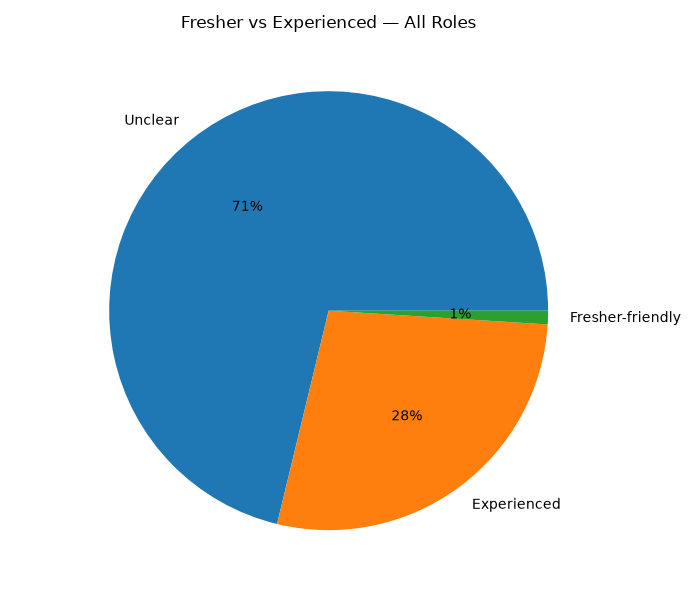 Fresher vs Experienced — All Roles
Unclear
71%
1%
Fresher-friendly
28%
Experienced